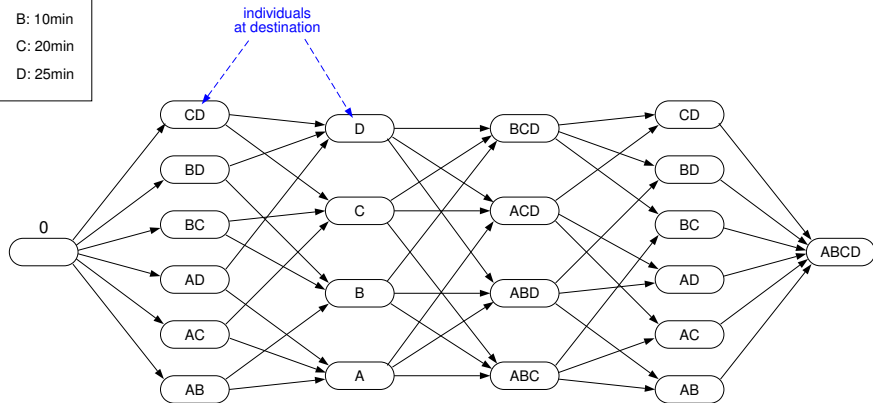 B: 10min
C: 20min
D: 25min
individuals
at destination
0
CD
BD
BC
AD
AC
AB
D
C
B
A
BCD
ACD
ABD
ABC
CD
BD
BC
AD
AC
AB
ABCD